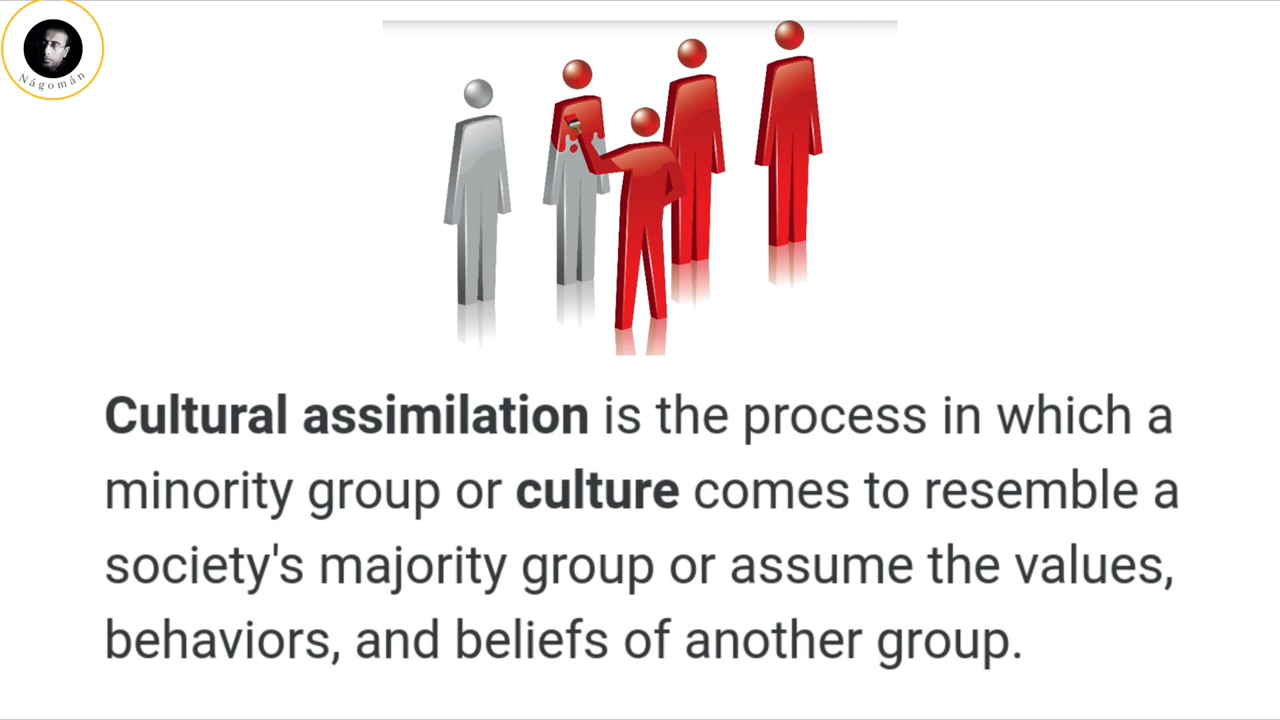 Nágomán
Cultural assimilation is the process in which a
minority group or culture comes to resemble a
society's majority group or assume the values,
behaviors, and beliefs of another group.